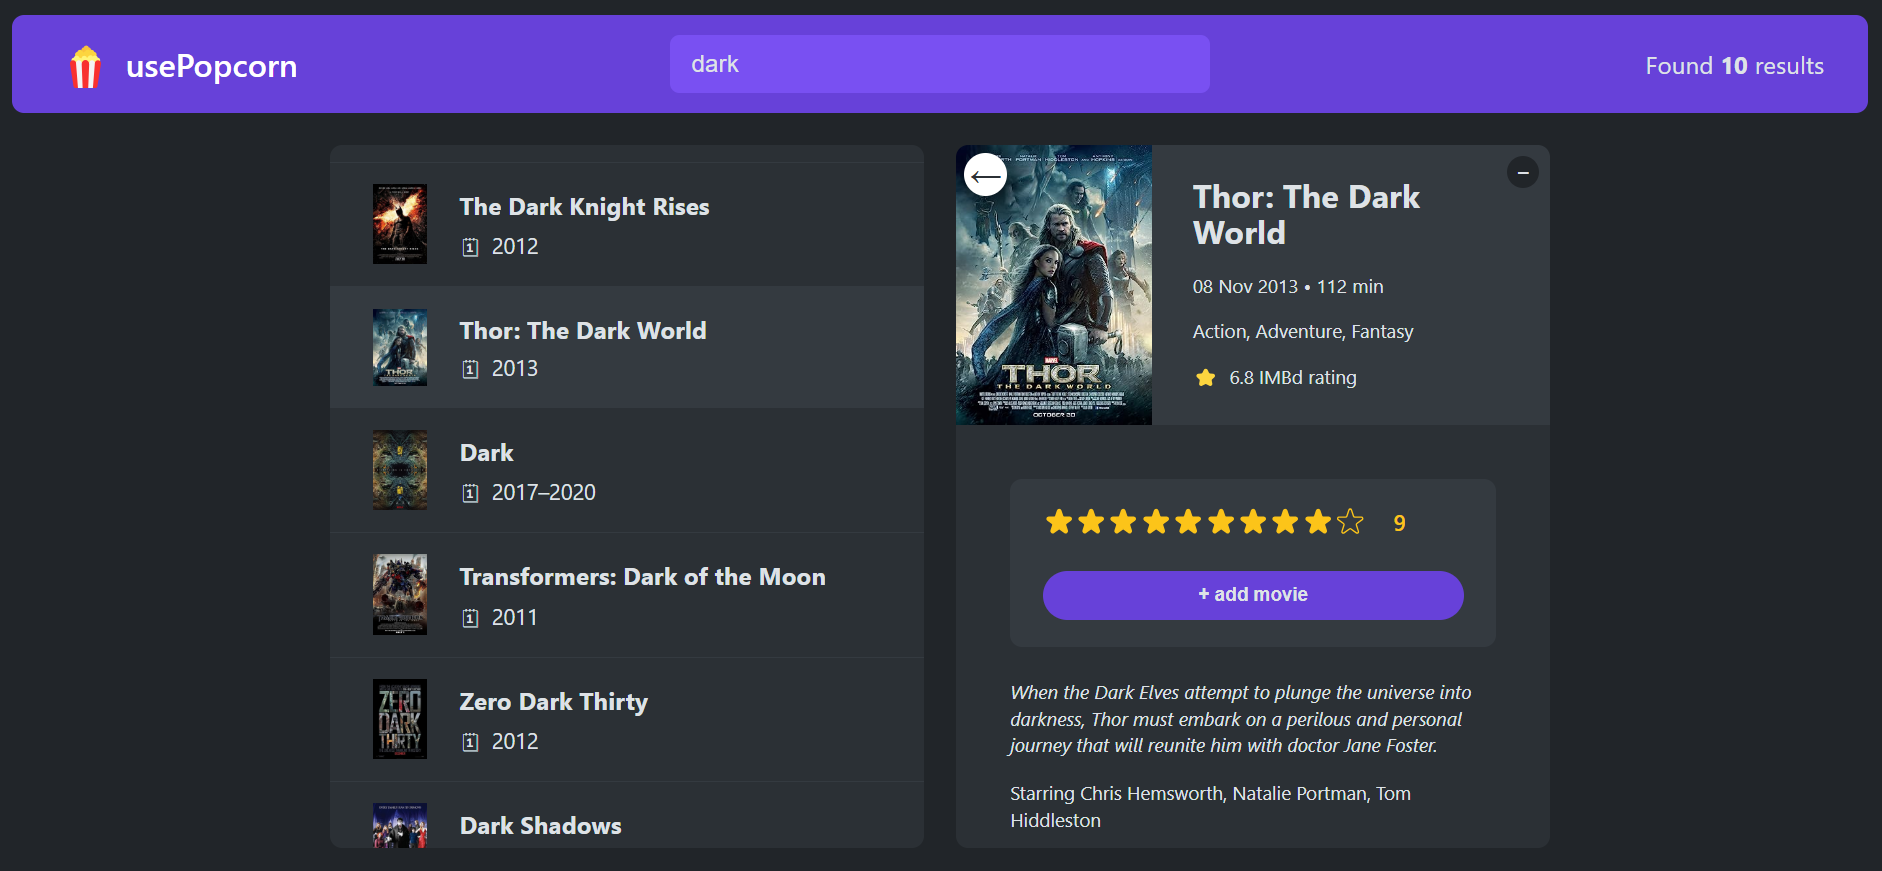 usePopcorn
dark
Found 10 results
The Dark Knight Rises
2012
Thor: The Dark World
2013
Dark
2017–2020
Transformers: Dark of the Moon
2011
Zero Dark Thirty
2012
Dark Shadows
THOR
THE DARK WORLD
OCTOBER 30
Thor: The Dark
World
08 Nov 2013 • 112 min
Action, Adventure, Fantasy
6.8 IMBd rating
9
+ add movie
When the Dark Elves attempt to plunge the universe into
darkness, Thor must embark on a perilous and personal
journey that will reunite him with doctor Jane Foster.
Starring Chris Hemsworth, Natalie Portman, Tom
Hiddleston